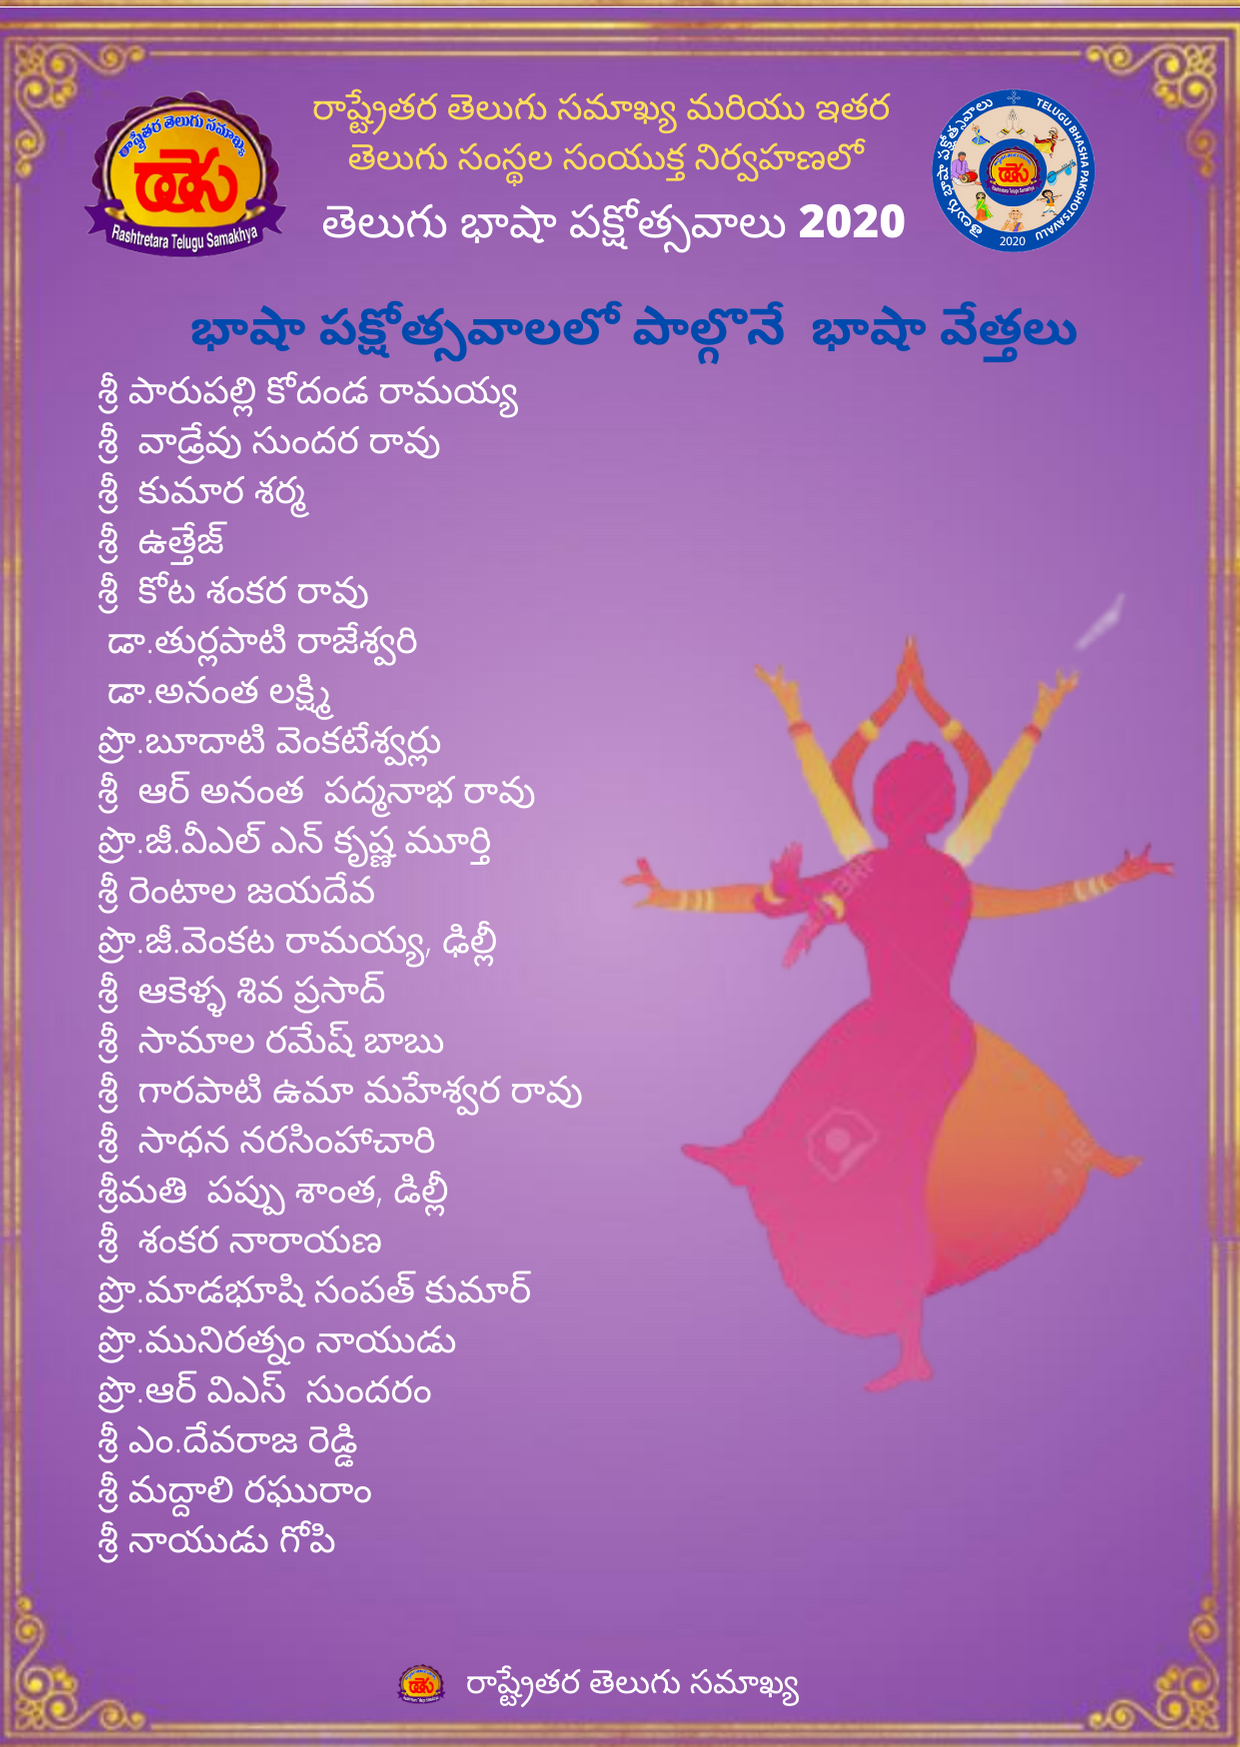 రాష్ట్రేతర తెలుగు సమాఖ్య మరియు ఇతర
తెలుగు సంస్థల సంయుక్త నిర్వహణలో
తెలుగు భాషా పక్షోత్సవాలు 2020
రాష్ట్రేతర తెలుగు సమాఖ్య
Rashtretara Telugu Samakhya
తెలుగు భాషా పక్షోత్సవాలు
TELUGU BHASHA PAKSHOTSAVALU
2020
భాషా పక్షోత్సవాలలో పాల్గొనే భాషా వేత్తలు
శ్రీ పారుపల్లి కోదండ రామయ్య
శ్రీ వాడ్రేవు సుందర రావు
శ్రీ కుమార శర్మ
శ్రీ ఉత్తేజ్
శ్రీ కోట శంకర రావు
డా.తుర్లపాటి రాజేశ్వరి
డా.అనంత లక్ష్మి
ప్రొ.బూదాటి వెంకటేశ్వర్లు
శ్రీ ఆర్ అనంత పద్మనాభ రావు
ప్రొ.జీ.వీఎల్ ఎన్ కృష్ణ మూర్తి
శ్రీ రెంటాల జయదేవ
ప్రొ.జీ.వెంకట రామయ్య, ఢిల్లీ
శ్రీ ఆకెళ్ళ శివ ప్రసాద్
శ్రీ సామాల రమేష్ బాబు
శ్రీ గారపాటి ఉమా మహేశ్వర రావు
శ్రీ సాధన నరసింహాచారి
శ్రీమతి పప్పు శాంత, డిల్లీ
శ్రీ శంకర నారాయణ
ప్రొ.మాడభూషి సంపత్ కుమార్
ప్రొ.మునిరత్నం నాయుడు
ప్రొ.ఆర్ విఎస్ సుందరం
శ్రీ ఎం.దేవరాజ రెడ్డి
శ్రీ మద్దాలి రఘురాం
శ్రీ నాయుడు గోపి
రాష్ట్రేతర తెలుగు సమాఖ్య